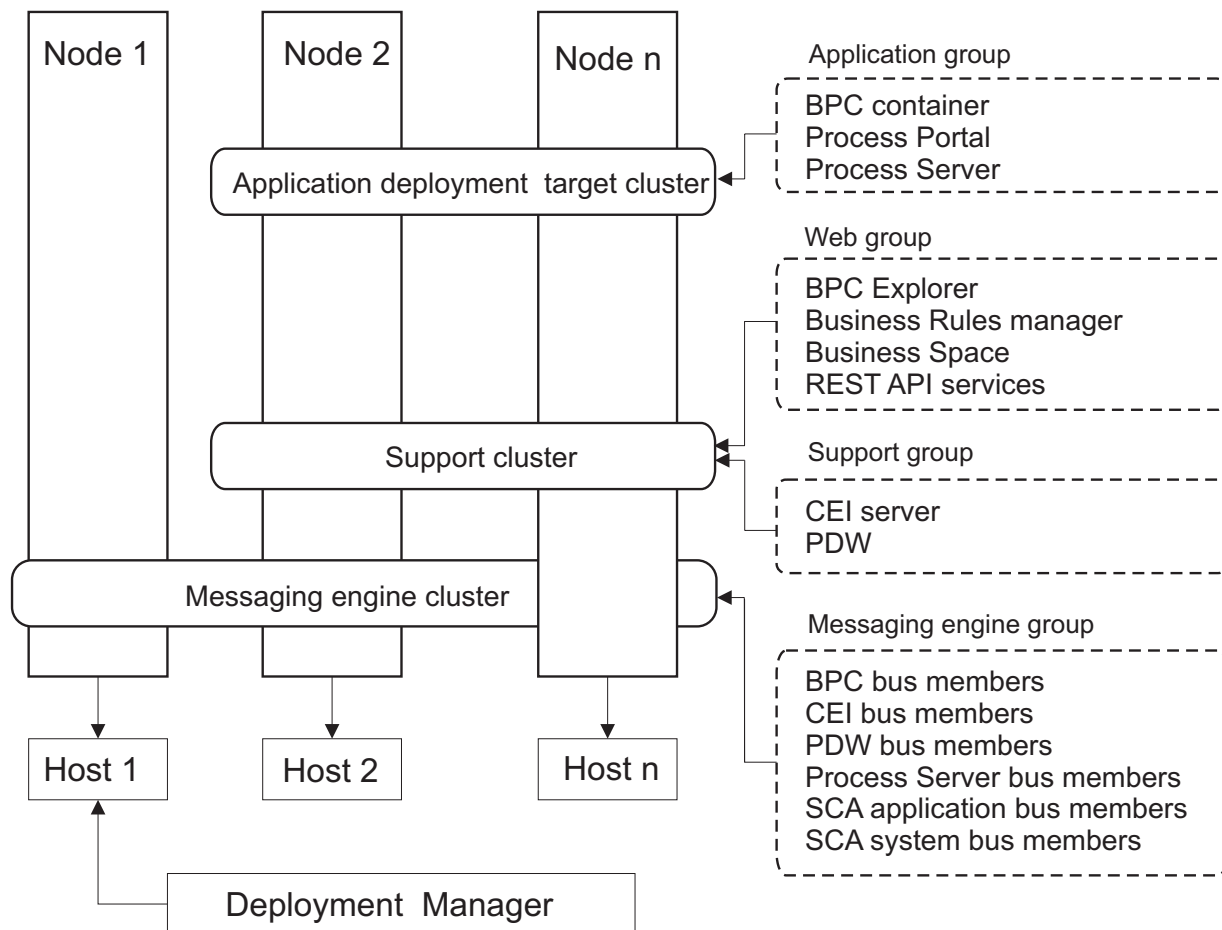 Node 1
Node 2
Node n
Application group
BPC container
Process Portal
Process Server
Application deployment target cluster
Web group
BPC Explorer
Business Rules manager
Business Space
REST API services
Support cluster
Support group
CEI server
PDW
Messaging engine cluster
Messaging engine group
BPC bus members
CEI bus members
PDW bus members
Process Server bus members
SCA application bus members
SCA system bus members
Host 1
Host 2
Host n
Deployment Manager